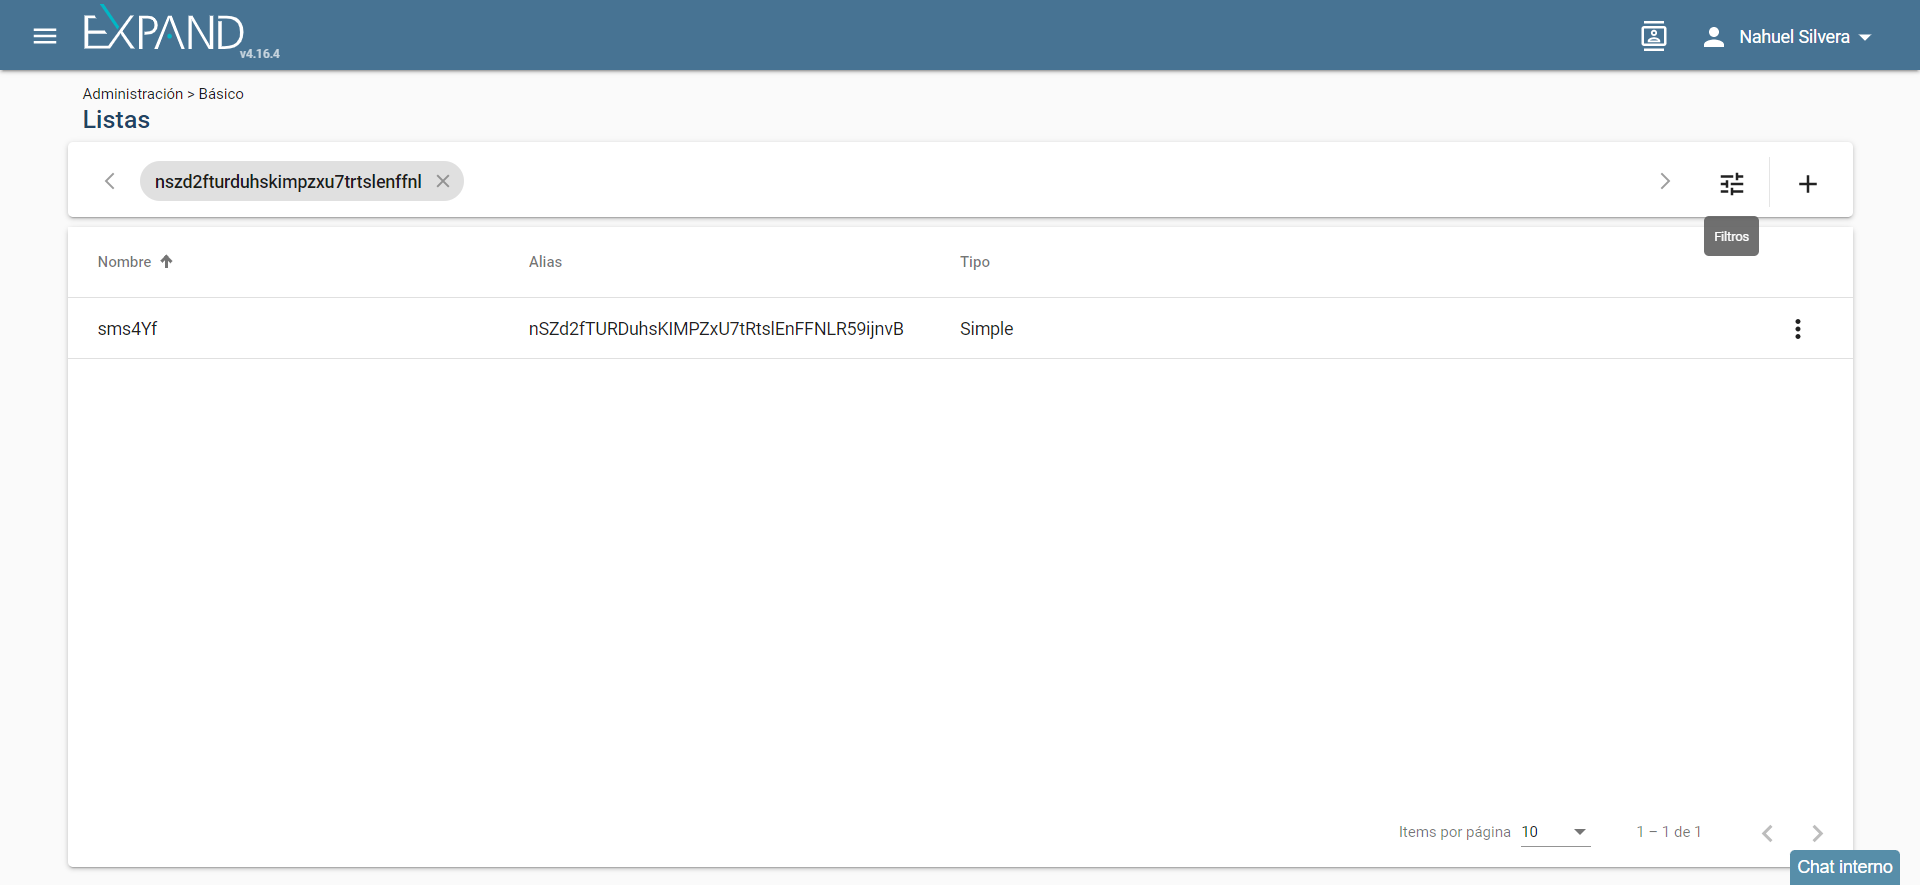 EXPAND
v4.16.4
Nahuel Silvera
Administración > Básico
Listas
nszd2fturduhskimpzxu7trtslenffnl
Filtros
Nombre Alias Tipo
sms4Yf nSZd2fTURDuhsKIMPZxU7tRtslEnFFNLR59ijnvB Simple
Items por página 10 1 – 1 de 1
Chat interno